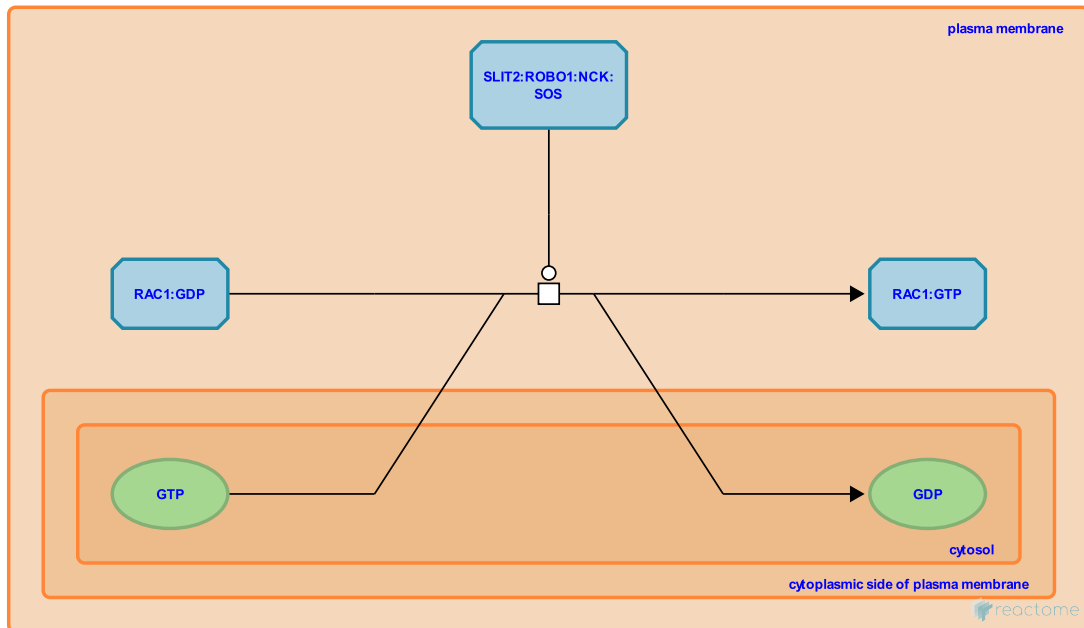 plasma membrane
SLIT2:ROBO1:NCK:
SOS
RAC1:GDP
RAC1:GTP
GTP
GDP
cytosol
cytoplasmic side of plasma membrane
reactome